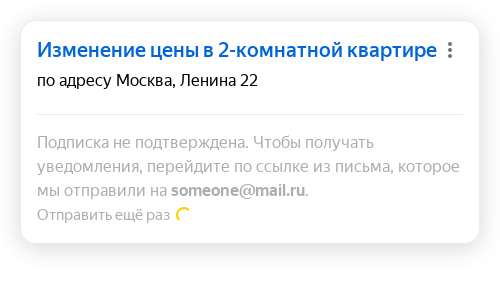 Изменение цены в 2-комнатной квартире
по адресу Москва, Ленина 22
Подписка не подтверждена. Чтобы получать
уведомления, перейдите по ссылке из письма, которое
мы отправили на someone@mail.ru.
Отправить ещё раз